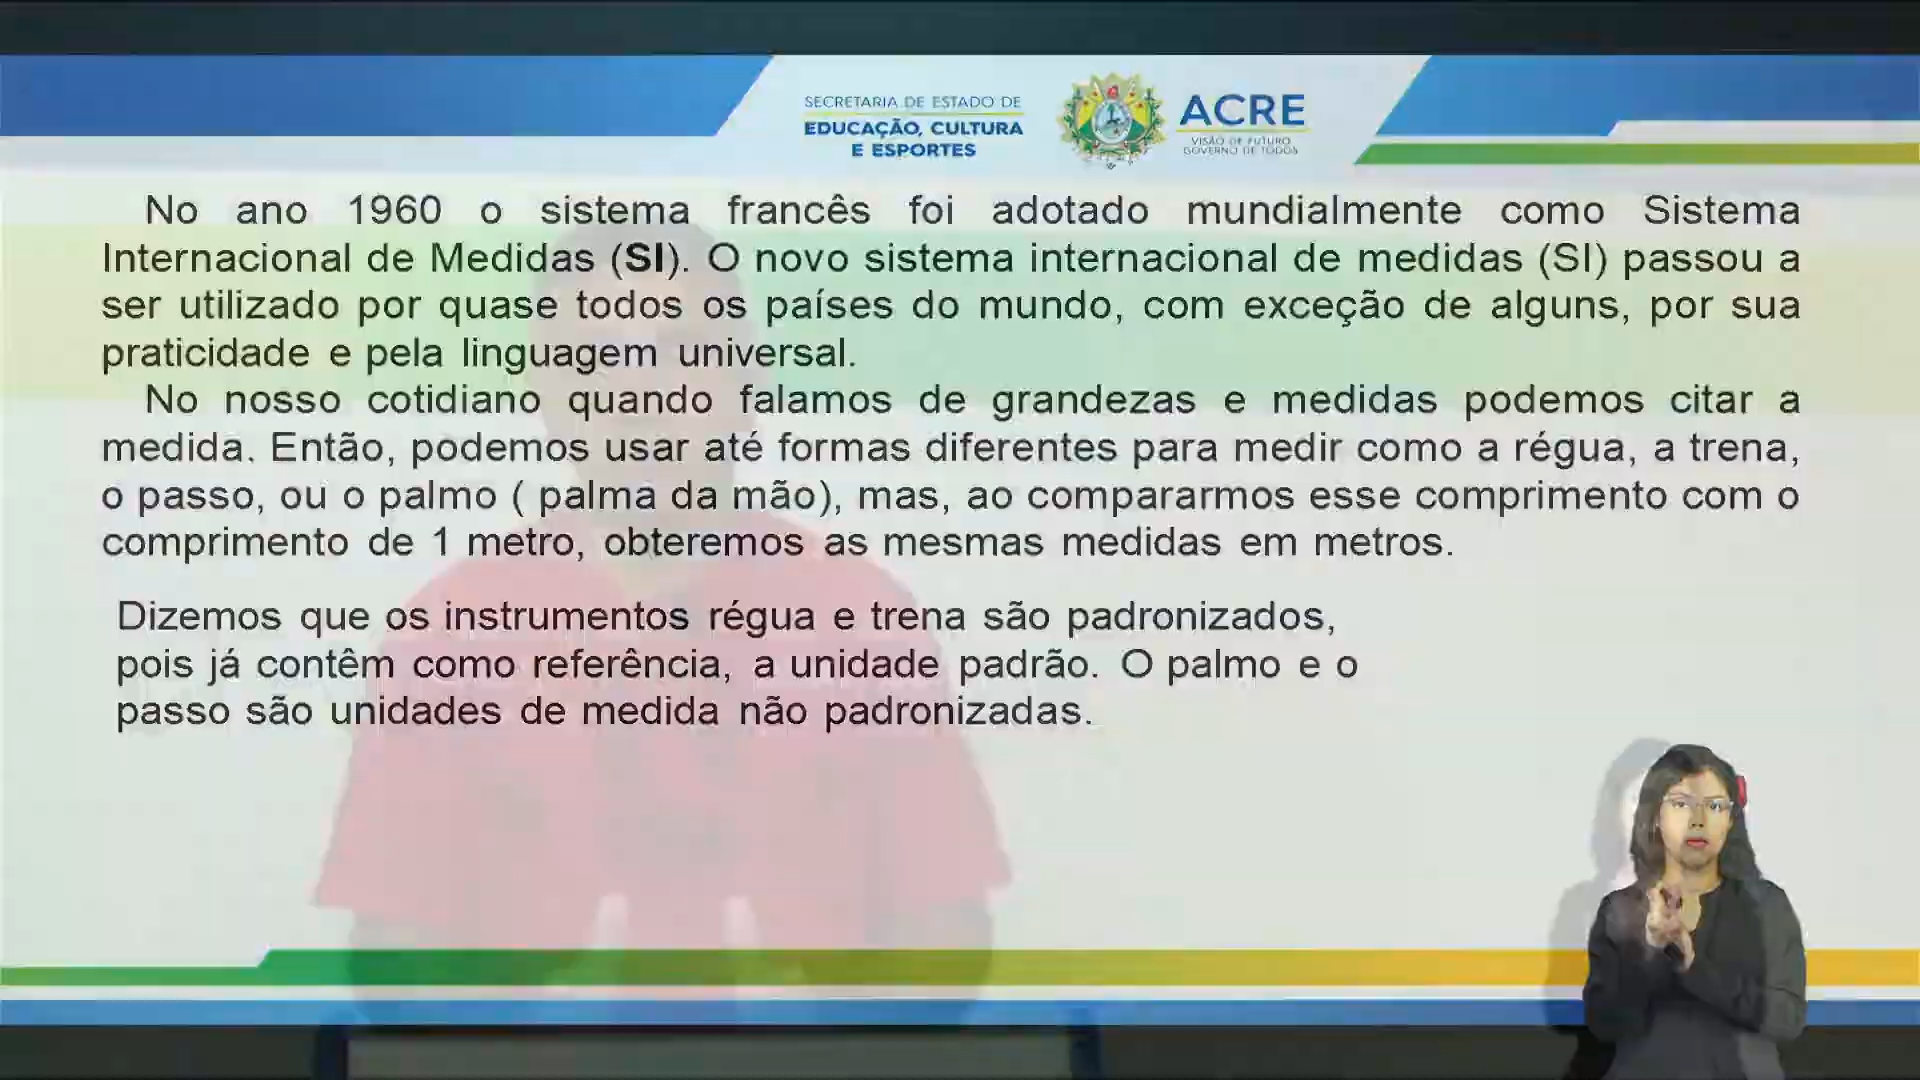 SECRETARIA DE ESTADO DE
EDUCAÇÃO, CULTURA
E ESPORTES
ACRE
VISÃO DE FUTURO
GOVERNO DE TODOS
No ano 1960 o sistema francês foi adotado mundialmente como Sistema
Internacional de Medidas (SI). O novo sistema internacional de medidas (SI) passou a
ser utilizado por quase todos os países do mundo, com exceção de alguns, por sua
praticidade e pela linguagem universal.
No nosso cotidiano quando falamos de grandezas e medidas podemos citar a
medida. Então, podemos usar até formas diferentes para medir como a régua, a trena,
o passo, ou o palmo ( palma da mão), mas, ao compararmos esse comprimento com o
comprimento de 1 metro, obteremos as mesmas medidas em metros.
Dizemos que os instrumentos régua e trena são padronizados,
pois já contêm como referência, a unidade padrão. O palmo e o
passo são unidades de medida não padronizadas.